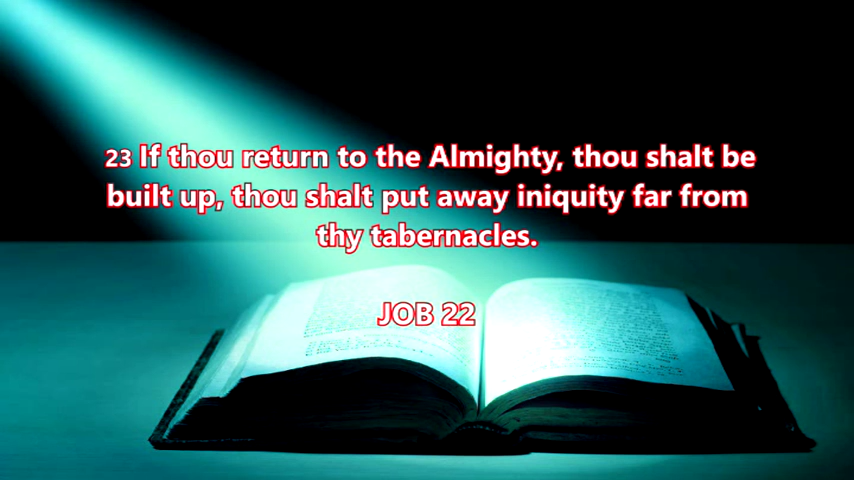 23 If thou return to the Almighty, thou shalt be
built up, thou shalt put away iniquity far from
thy tabernacles.
JOB 22